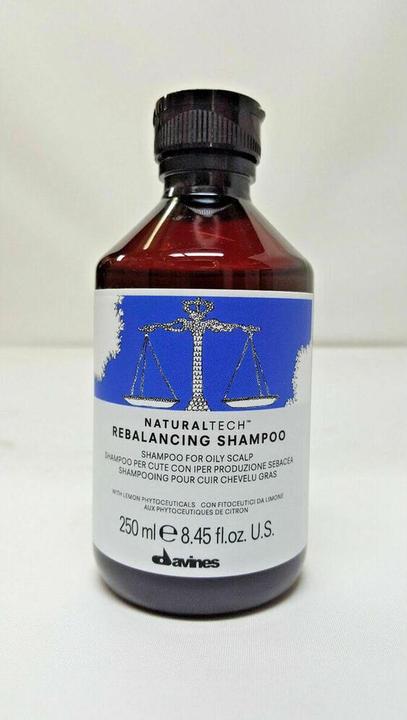 NATURALTECH™
REBALANCING SHAMPOO
SHAMPOO FOR OILY SCALP
SHAMPOO PER CUTE CON IPER PRODUZIONE SEBACEA
SHAMPOOING POUR CUIR CHEVELU GRAS
WITH LEMON PHYTOCEUTICALS CON FITOCEUTICI DA LIMONE
AUX PHYTOCEUTIQUES DE CITRON
250 ml ℮ 8.45 fl.oz. U.S.
davines